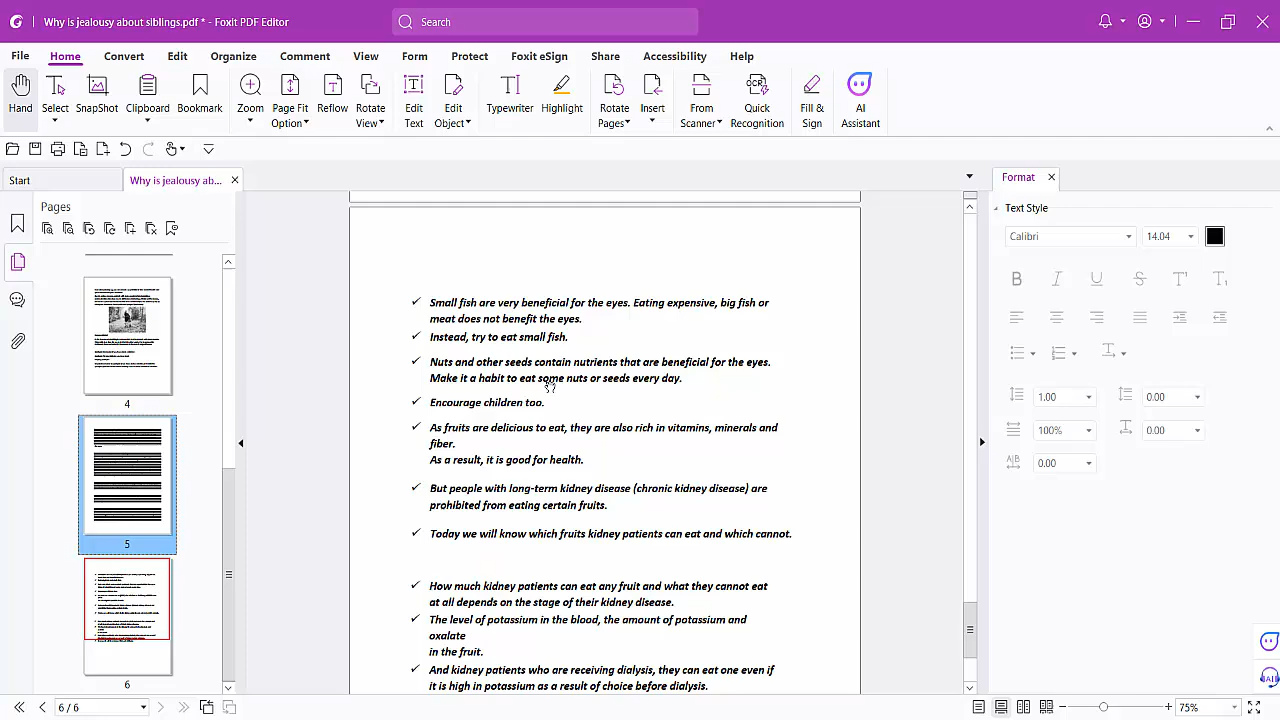 Why is jealousy about siblings.pdf * - Foxit PDF Editor
Search
File Home Convert Edit Organize Comment View Form Protect Foxit eSign Share Accessibility Help
Hand
Select
SnapShot
Clipboard
Bookmark
Zoom
Page Fit Option
Reflow
Rotate View
Edit Text
Edit Object
Typewriter
Highlight
Rotate Pages
Insert
From Scanner
Quick Recognition
Fill & Sign
AI Assistant
Start
Why is jealousy ab...
Pages
4
5
6
Small fish are very beneficial for the eyes. Eating expensive, big fish or
meat does not benefit the eyes.
Instead, try to eat small fish.
Nuts and other seeds contain nutrients that are beneficial for the eyes.
Make it a habit to eat some nuts or seeds every day.
Encourage children too.
As fruits are delicious to eat, they are also rich in vitamins, minerals and
fiber.
As a result, it is good for health.
But people with long-term kidney disease (chronic kidney disease) are
prohibited from eating certain fruits.
Today we will know which fruits kidney patients can eat and which cannot.
How much kidney patients can eat any fruit and what they cannot eat
at all depends on the stage of their kidney disease.
The level of potassium in the blood, the amount of potassium and
oxalate
in the fruit.
And kidney patients who are receiving dialysis, they can eat one even if
it is high in potassium as a result of choice before dialysis.
Format
Text Style
Calibri
14.04
1.00
0.00
100%
0.00
0.00
6 / 6
75%